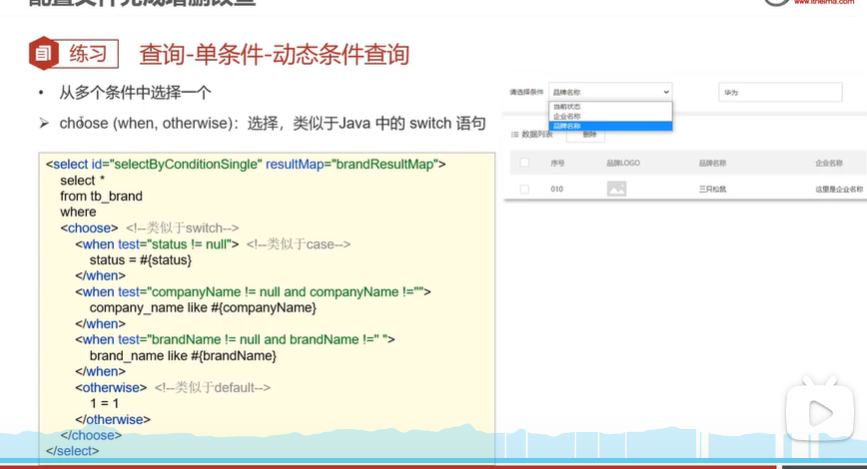 配置文件完成增删改查
www.itheima.com
练习
查询-单条件-动态条件查询
• 从多个条件中选择一个
➢ choose (when, otherwise)：选择，类似于Java 中的 switch 语句
<select id="selectByConditionSingle" resultMap="brandResultMap">
select *
from tb_brand
where
<choose> <!--类似于switch-->
<when test="status != null"> <!--类似于case-->
status = #{status}
</when>
<when test="companyName != null and companyName !=''">
company_name like #{companyName}
</when>
<when test="brandName != null and brandName !=' '">
brand_name like #{brandName}
</when>
<otherwise> <!--类似于default-->
1 = 1
</otherwise>
</choose>
</select>
请选择条件 品牌名称 华为
当前状态
企业名称
品牌名称
数据列表 删除
序号 品牌LOGO 品牌名称 企业名称
010 三只松鼠 这里是企业名称